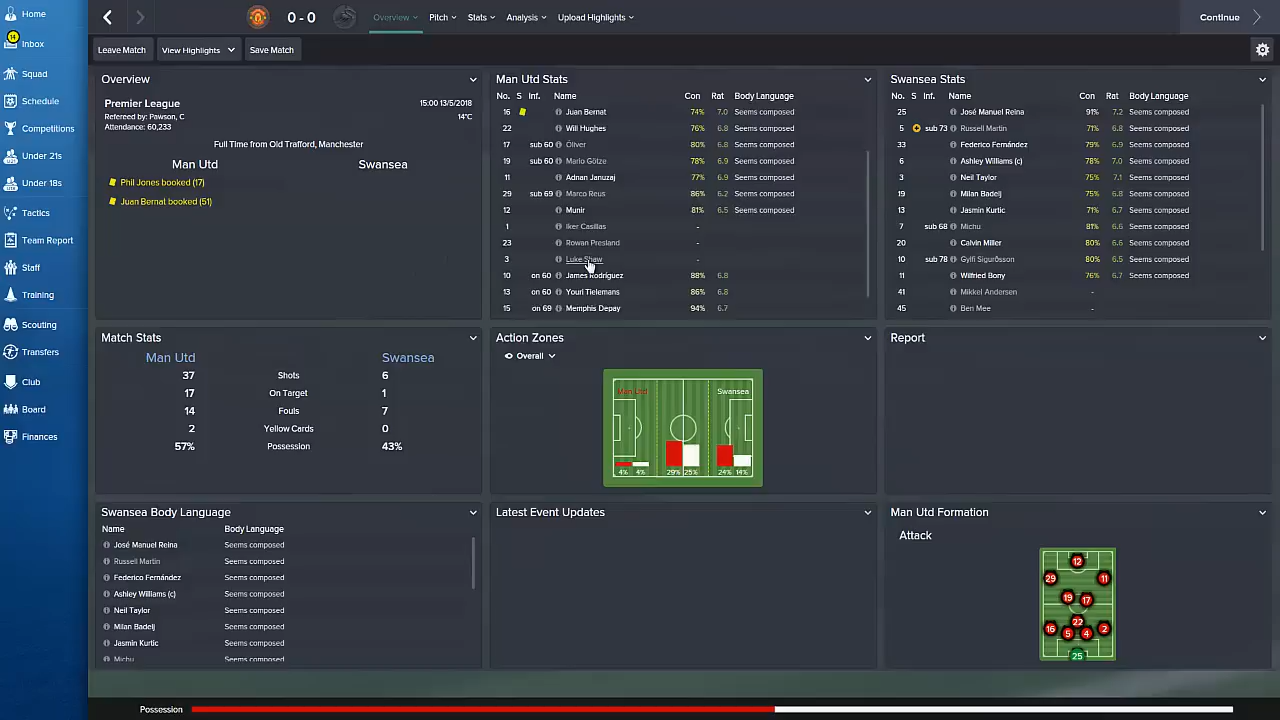 Home
14
Inbox
Squad
Schedule
Competitions
Under 21s
Under 18s
Tactics
Team Report
Staff
Training
Scouting
Transfers
Club
Board
Finances
0 - 0
Overview
Pitch
Stats
Analysis
Upload Highlights
Continue
Leave Match
View Highlights
Save Match
Overview
Premier League 15:00 13/5/2018
Refereed by: Pawson, C 14°C
Attendance: 60,233
Full Time from Old Trafford, Manchester
Man Utd Swansea
Phil Jones booked (17)
Juan Bernat booked (51)
Man Utd Stats
No. S Inf. Name Con Rat Body Language
16 Juan Bernat 74% 7.0 Seems composed
22 Will Hughes 76% 6.8 Seems composed
17 sub 60 Óliver 80% 6.8 Seems composed
19 sub 60 Mario Götze 78% 6.9 Seems composed
11 Adnan Januzaj 77% 6.9 Seems composed
29 sub 69 Marco Reus 86% 6.2 Seems composed
12 Munir 81% 6.5 Seems composed
1 Iker Casillas -
23 Rowan Presland -
3 Luke Shaw -
10 on 60 James Rodríguez 88% 6.8
13 on 60 Youri Tielemans 86% 6.8
15 on 69 Memphis Depay 94% 6.7
Swansea Stats
No. S Inf. Name Con Rat Body Language
25 José Manuel Reina 91% 7.2 Seems composed
5 sub 73 Russell Martin 71% 6.8 Seems composed
33 Federico Fernández 79% 6.9 Seems composed
6 Ashley Williams (c) 78% 7.0 Seems composed
3 Neil Taylor 75% 7.1 Seems composed
19 Milan Badelj 75% 6.8 Seems composed
13 Jasmin Kurtic 71% 6.7 Seems composed
7 sub 68 Michu 81% 6.6 Seems composed
20 Calvin Miller 80% 6.6 Seems composed
10 sub 78 Gylfi Sigurðsson 80% 6.5 Seems composed
11 Wilfried Bony 76% 6.7 Seems composed
41 Mikkel Andersen -
45 Ben Mee -
Match Stats
Man Utd Swansea
37 Shots 6
17 On Target 1
14 Fouls 7
2 Yellow Cards 0
57% Possession 43%
Action Zones
Overall
Man Utd Swansea
4% 4% 29% 25% 24% 14%
Report
Swansea Body Language
Name Body Language
José Manuel Reina Seems composed
Russell Martin Seems composed
Federico Fernández Seems composed
Ashley Williams (c) Seems composed
Neil Taylor Seems composed
Milan Badelj Seems composed
Jasmin Kurtic Seems composed
Michu Seems composed
Latest Event Updates
Man Utd Formation
Attack
12
29 11
19 17
22
16 5 4 2
25
Possession